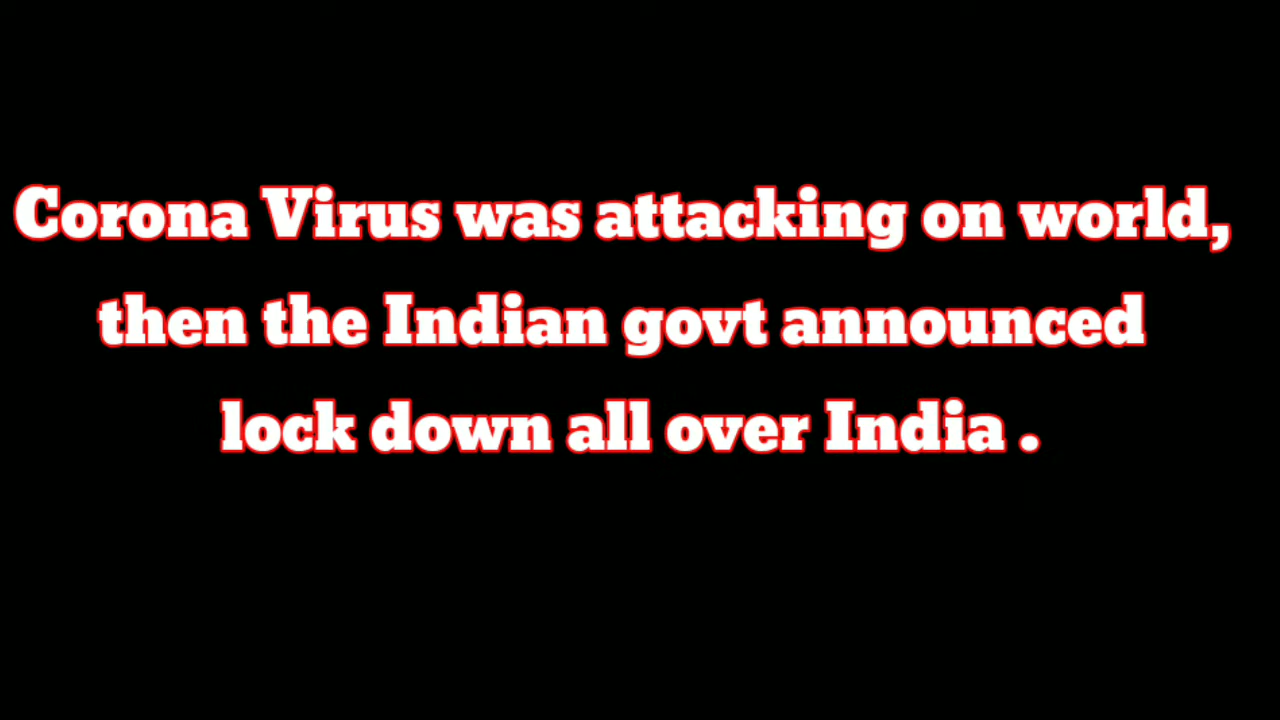 Corona Virus was attacking on world,
then the Indian govt announced
lock down all over India .